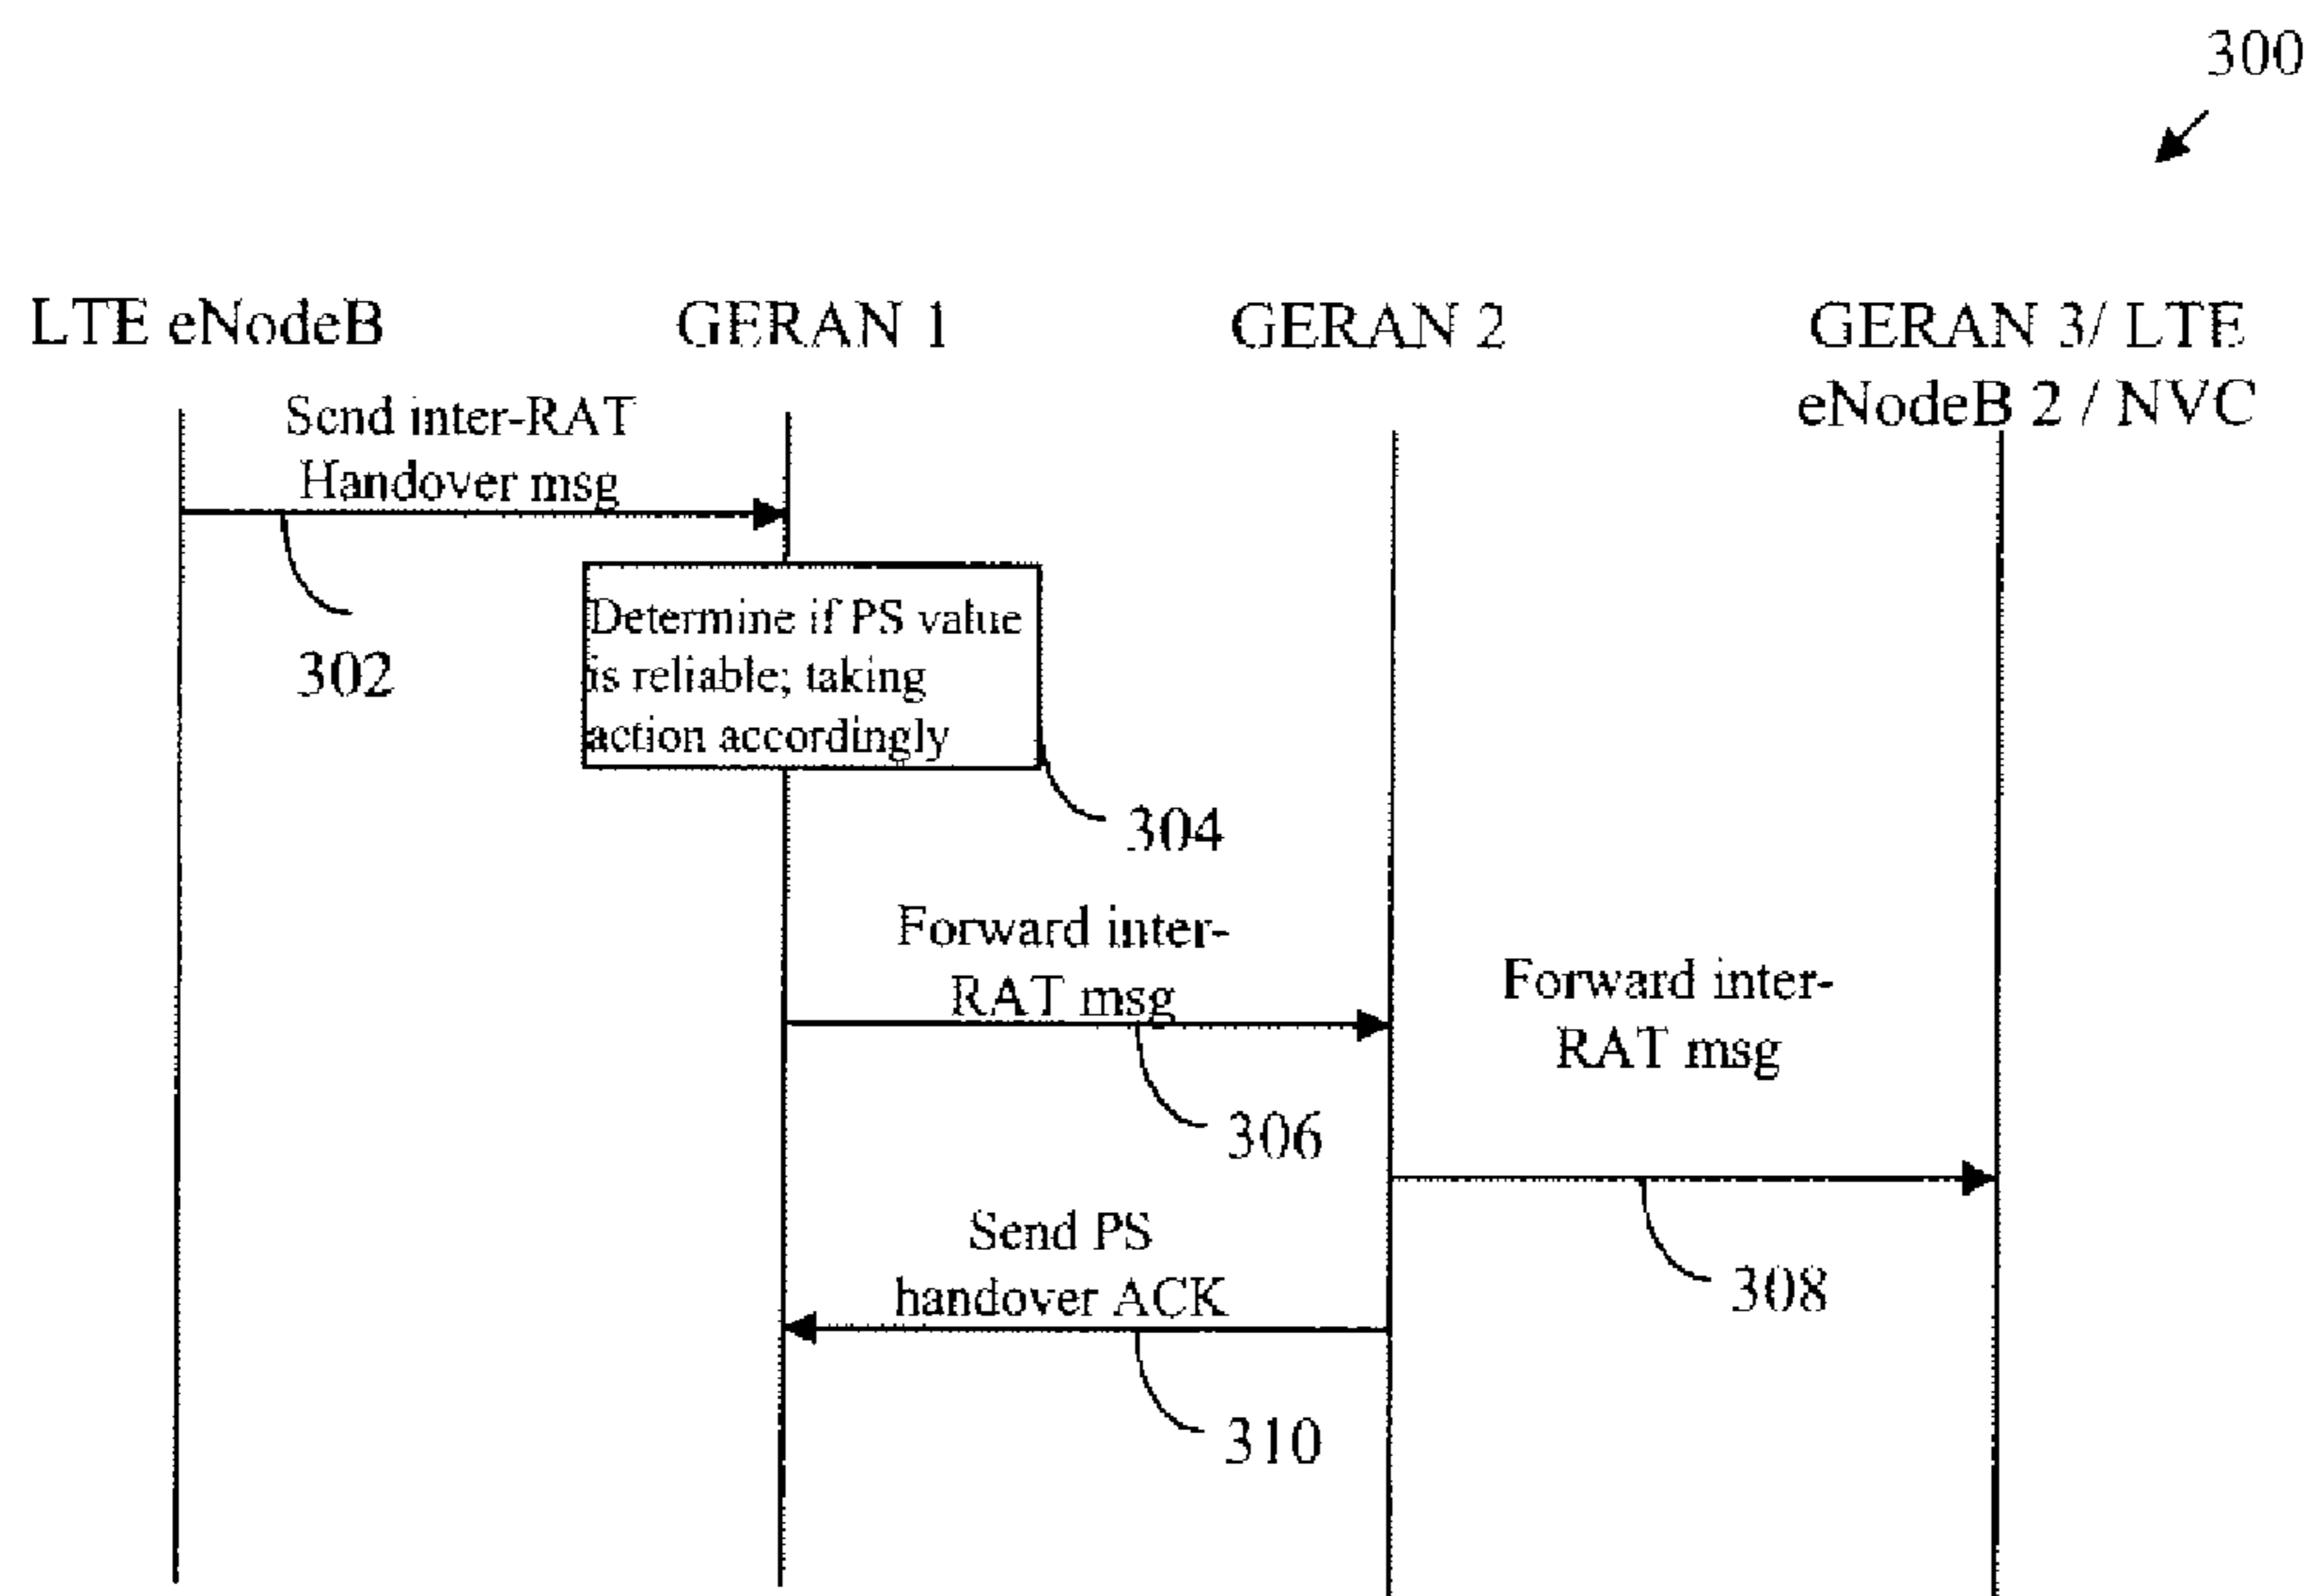 300
LTE eNodeB
GERAN 1
GERAN 2
GERAN 3/ LTE
eNodeB 2 / NVC
Send inter-RAT
Handover msg
302
Determine if PS value
is reliable; taking
action accordingly
304
Forward inter-
RAT msg
306
Forward inter-
RAT msg
308
Send PS
handover ACK
310